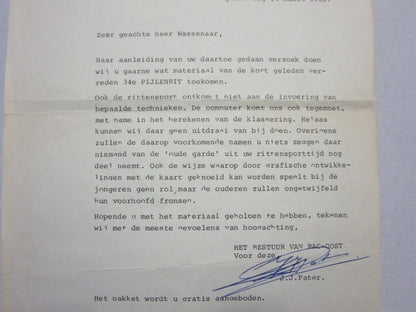 maart 198
Zeer geachte heer Wassenaar,
Naar aanleiding van uw daartoe gedaan verzoek doen
wij u gaarne wat materiaal van de kort geleden ver-
reden 34e PIJLENRIT toekomen.
Ook de rittensport ontkomt niet aan de invoering van
bepaalde technieken. De computer komt ons ook tegemoet,
met name in het berekenen van de klassering. Helaas
kunnen wij daar geen uitdraai van bij doen. Overigens
zullen de daarop voorkomende namen u niets zeggen daar
niemand van de 'oude garde' uit uw rittensporttijd nog
deel neemt. Ook de wijze waarop door grafische ontwikke-
lingen met de kaart geknoeid kan worden speelt bij de
jongeren geen rol, maar de ouderen zullen ongetwijfeld
hun voorhoofd fronsen.
Hopende u met het materiaal geholpen te hebben, tekenen
wij met de meeste gevoelens van hoogachting,
HET BESTUUR VAN RAC-OOST.
Voor deze,
J.J.Pater.
Het pakket wordt u gratis aangeboden.